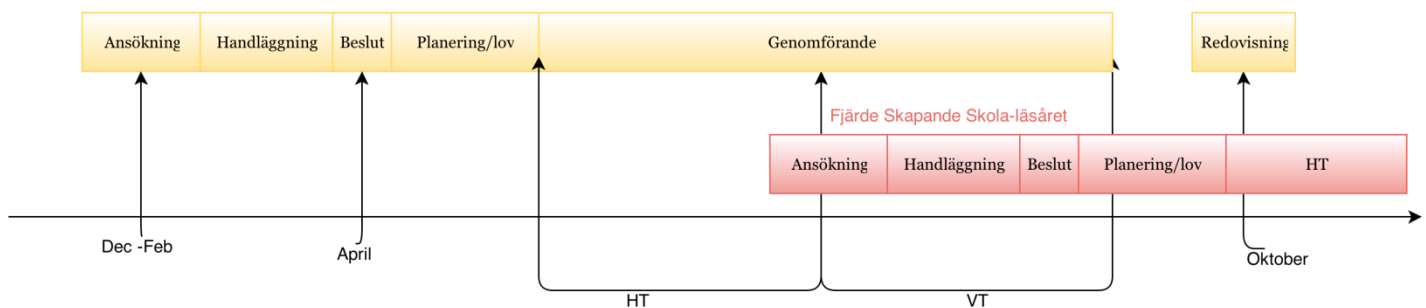 Ansökning
Handläggning
Beslut
Planering/lov
Genomförande
Redovisning
Fjärde Skapande Skola-läsåret
Ansökning
Handläggning
Beslut
Planering/lov
HT
Dec -Feb
April
Oktober
HT
VT